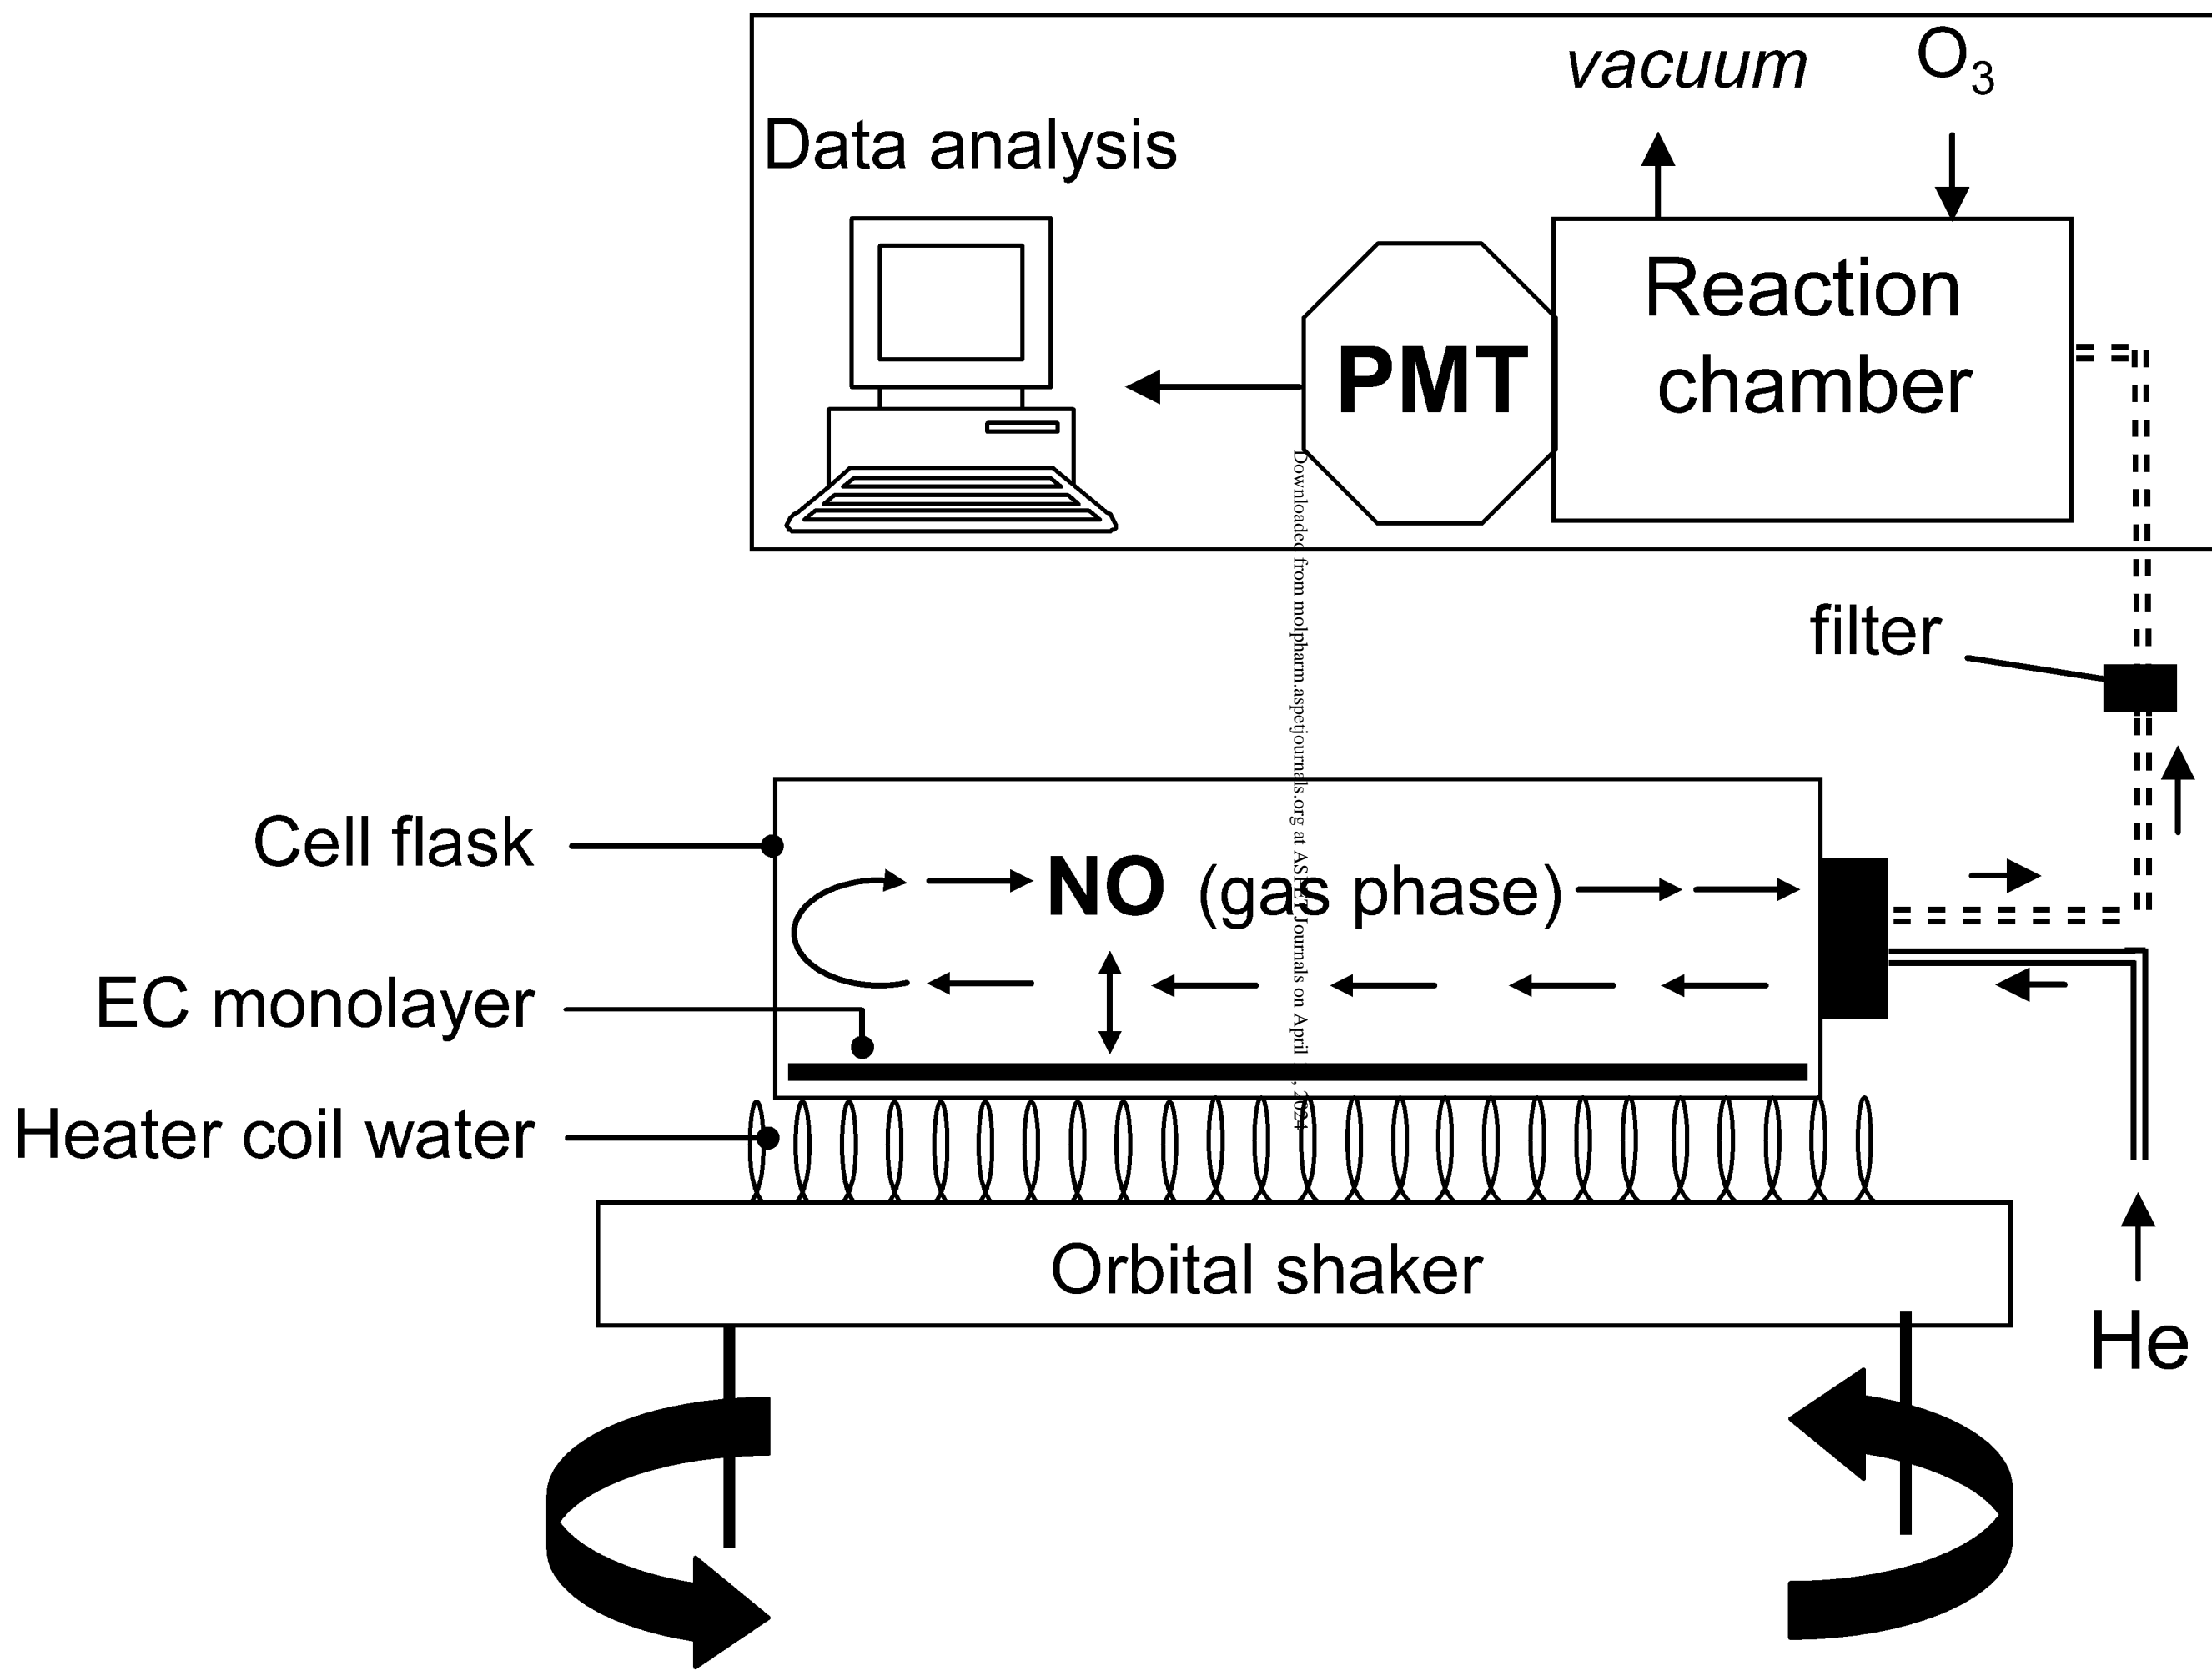 vacuum
O3
Data analysis
Reaction
chamber
PMT
filter
Cell flask
NO (gas phase)
EC monolayer
Heater coil water
Orbital shaker
He
Downloaded from molpharm.aspetjournals.org at ASPET Journals on April , 2024